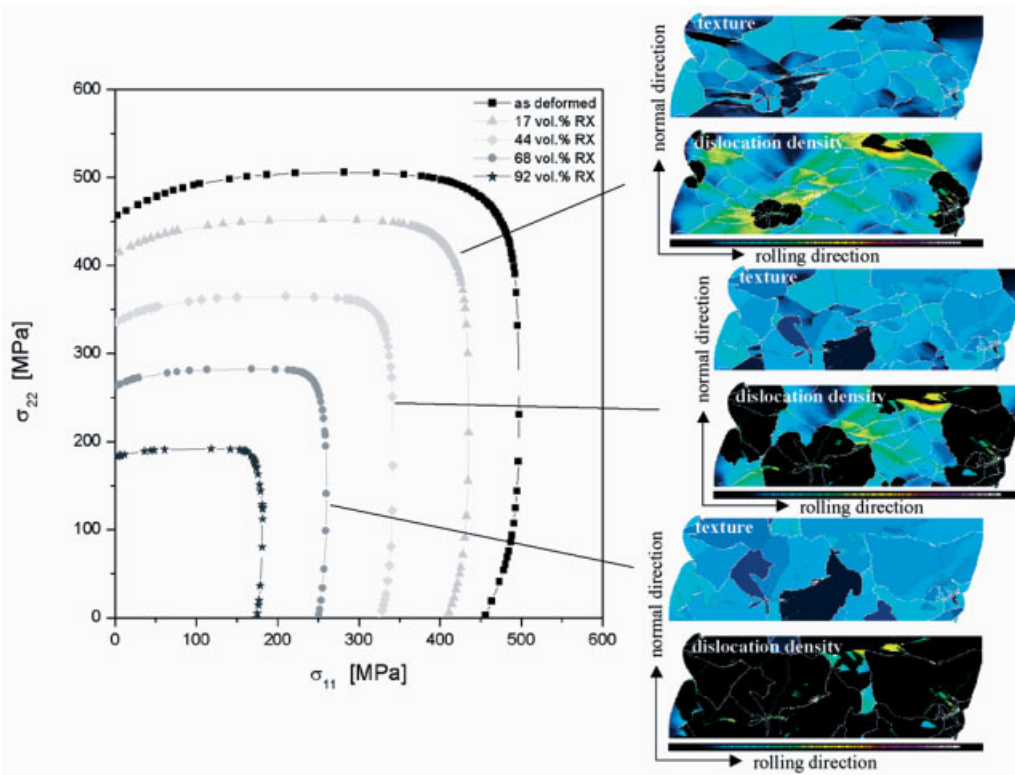 600
500
400
300
200
100
0
σ22 [MPa]
0 100 200 300 400 500 600
σ11 [MPa]
as deformed
17 vol.% RX
44 vol.% RX
68 vol.% RX
92 vol.% RX
texture
normal direction
dislocation density
rolling direction
texture
normal direction
dislocation density
rolling direction
texture
normal direction
dislocation density
rolling direction